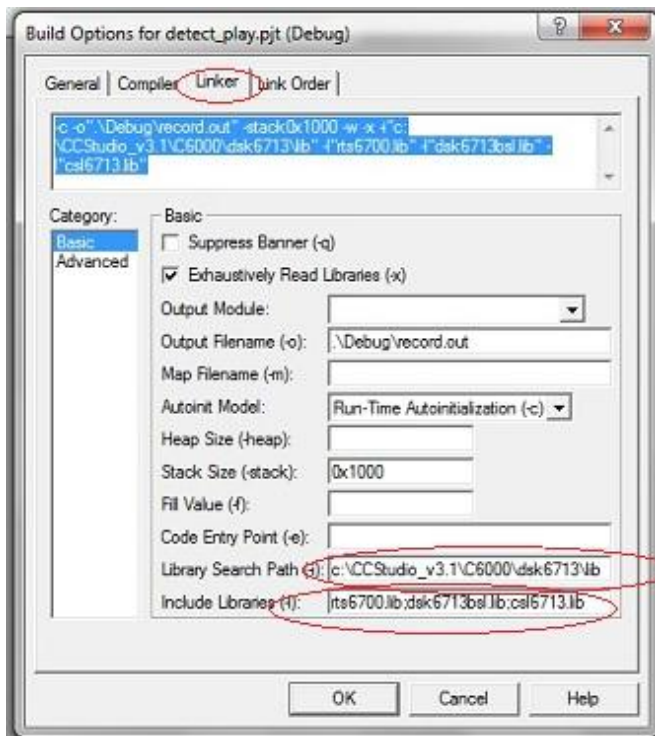 Build Options for detect_play.pjt (Debug)
General Compiler Linker Link Order
-c -o".\Debug\record.out" -stack0x1000 -w -x -i"c:
\CCStudio_v3.1\C6000\dsk6713\lib" -l"rts6700.lib" -l"dsk6713bsl.lib" -
l"csl6713.lib"
Category:
Basic
Advanced
Basic
Suppress Banner (-q)
Exhaustively Read Libraries (-x)
Output Module:
Output Filename (-o): .\Debug\record.out
Map Filename (-m):
Autoinit Model: Run-Time Autoinitialization (-c)
Heap Size (-heap):
Stack Size (-stack): 0x1000
Fill Value (-f):
Code Entry Point (-e):
Library Search Path (-i): c:\CCStudio_v3.1\C6000\dsk6713\lib
Include Libraries (-l): rts6700.lib;dsk6713bsl.lib;csl6713.lib
OK Cancel Help